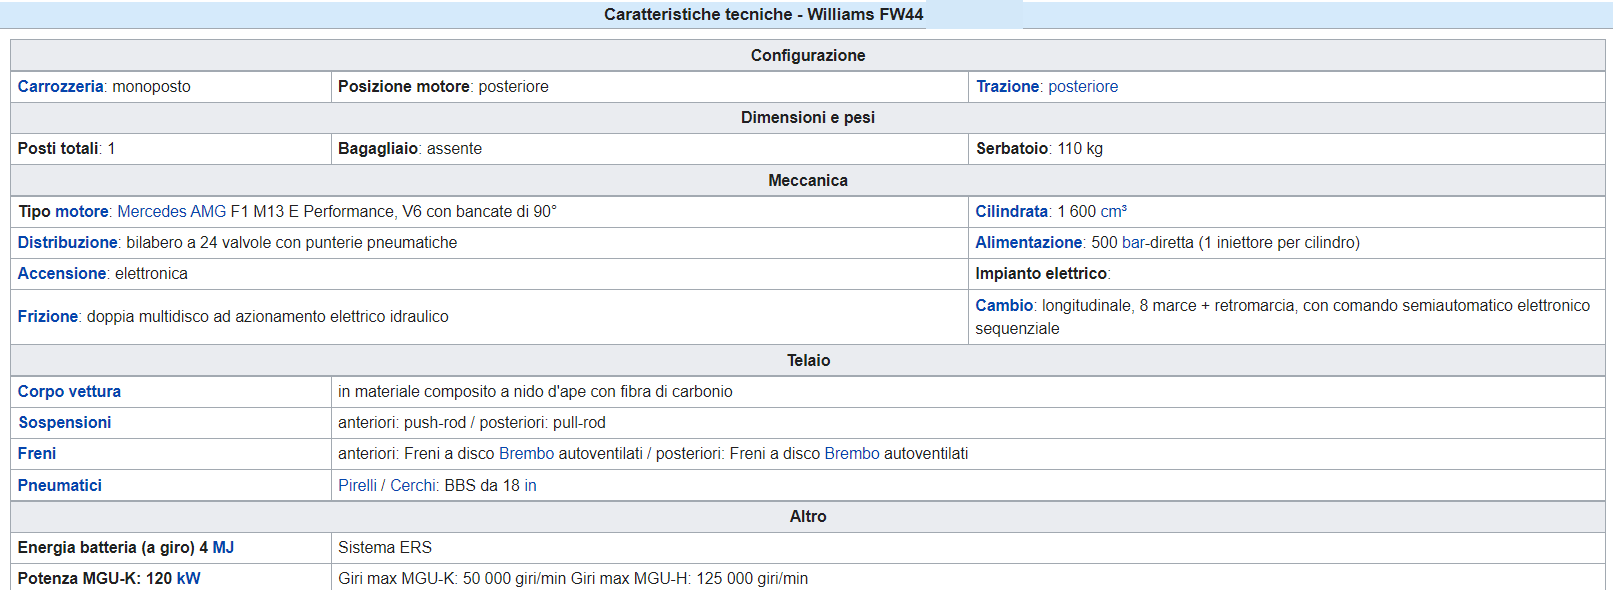 Caratteristiche tecniche - Williams FW44
Configurazione
Carrozzeria: monoposto Posizione motore: posteriore Trazione: posteriore
Dimensioni e pesi
Posti totali: 1 Bagagliaio: assente Serbatoio: 110 kg
Meccanica
Tipo motore: Mercedes AMG F1 M13 E Performance, V6 con bancate di 90° Cilindrata: 1 600 cm³
Distribuzione: bilabero a 24 valvole con punterie pneumatiche Alimentazione: 500 bar-diretta (1 iniettore per cilindro)
Accensione: elettronica Impianto elettrico:
Frizione: doppia multidisco ad azionamento elettrico idraulico Cambio: longitudinale, 8 marce + retromarcia, con comando semiautomatico elettronico
sequenziale
Telaio
Corpo vettura in materiale composito a nido d'ape con fibra di carbonio
Sospensioni anteriori: push-rod / posteriori: pull-rod
Freni anteriori: Freni a disco Brembo autoventilati / posteriori: Freni a disco Brembo autoventilati
Pneumatici Pirelli / Cerchi: BBS da 18 in
Altro
Energia batteria (a giro) 4 MJ Sistema ERS
Potenza MGU-K: 120 kW Giri max MGU-K: 50 000 giri/min Giri max MGU-H: 125 000 giri/min